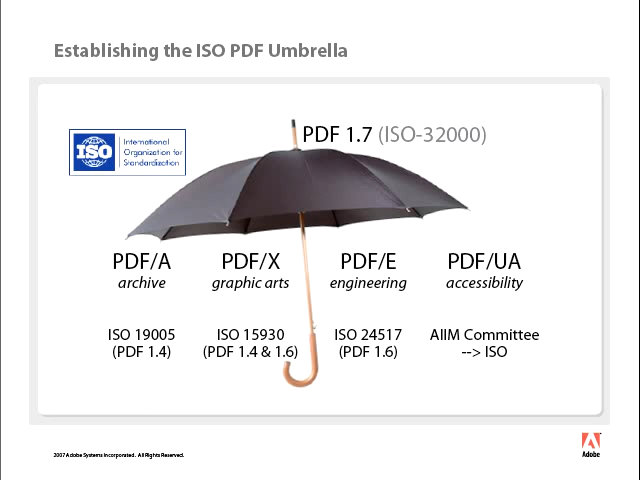 Establishing the ISO PDF Umbrella
ISO
International
Organization for
Standardization
PDF 1.7 (ISO-32000)
PDF/A
archive
PDF/X
graphic arts
PDF/E
engineering
PDF/UA
accessibility
ISO 19005
(PDF 1.4)
ISO 15930
(PDF 1.4 & 1.6)
ISO 24517
(PDF 1.6)
AIIM Committee
--> ISO
2007 Adobe Systems Incorporated. All Rights Reserved.
Adobe